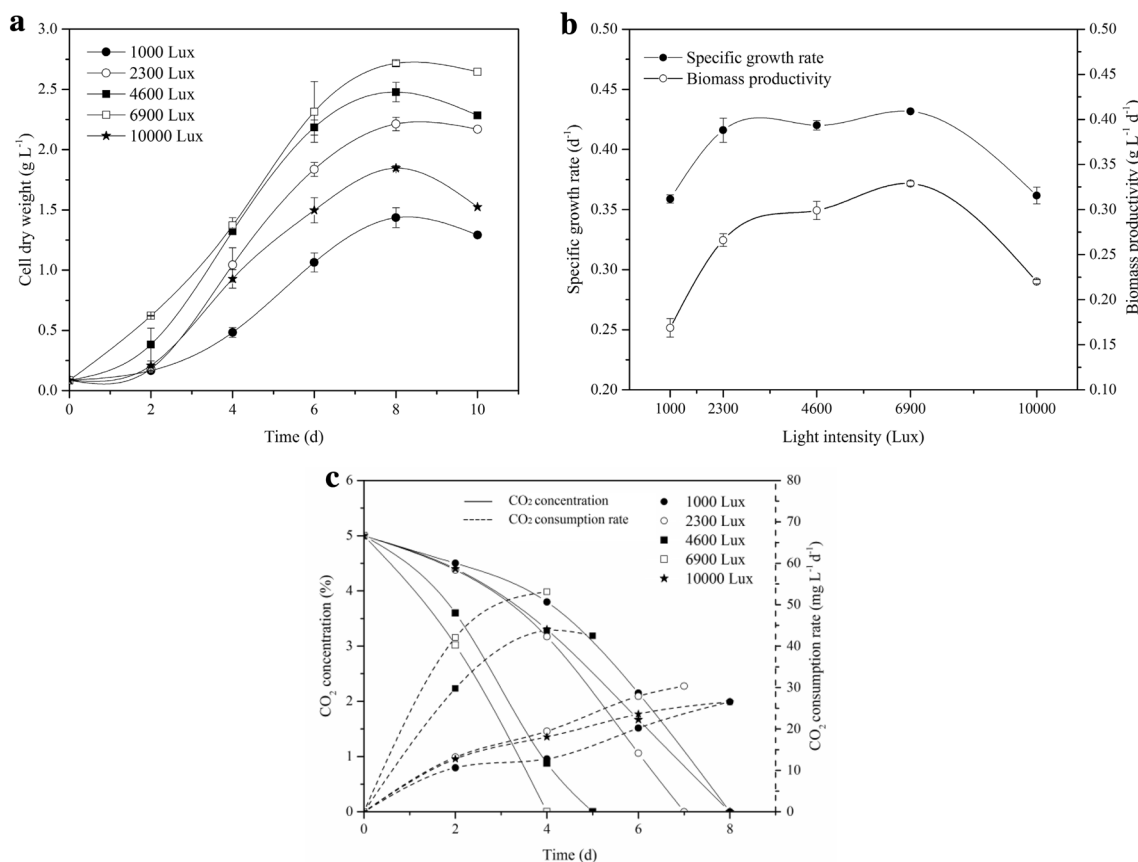 a
Cell dry weight (g L⁻¹)
3.0
2.5
2.0
1.5
1.0
0.5
0.0
1000 Lux
2300 Lux
4600 Lux
6900 Lux
10000 Lux
0 2 4 6 8 10
Time (d)
b
Specific growth rate (d⁻¹)
0.50
0.45
0.40
0.35
0.30
0.25
0.20
Specific growth rate
Biomass productivity
0.50
0.45
0.40
0.35
0.30
0.25
0.20
0.15
0.10
Biomass productivity (g L⁻¹ d⁻¹)
1000 2300 4600 6900 10000
Light intensity (Lux)
c
CO₂ concentration (%)
6
5
4
3
2
1
0
CO₂ concentration
CO₂ consumption rate
1000 Lux
2300 Lux
4600 Lux
6900 Lux
10000 Lux
80
70
60
50
40
30
20
10
0
CO₂ consumption rate (mg L⁻¹ d⁻¹)
0 2 4 6 8
Time (d)